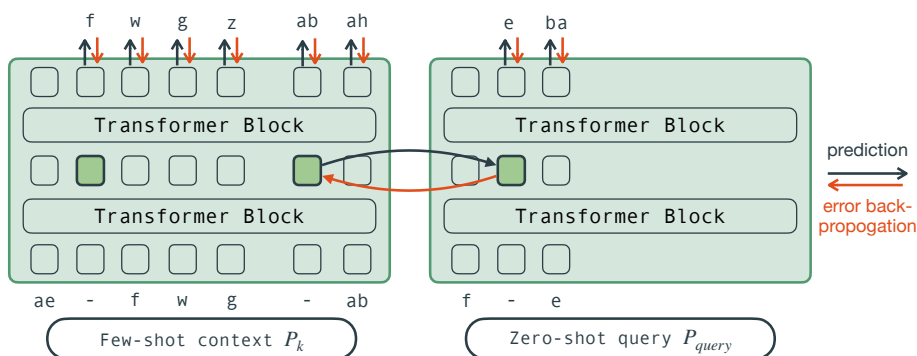 f w g z ab ah e ba
Transformer Block Transformer Block
prediction
Transformer Block Transformer Block
error back-
propogation
ae - f w g - ab f - e
Few-shot context P_k Zero-shot query P_query